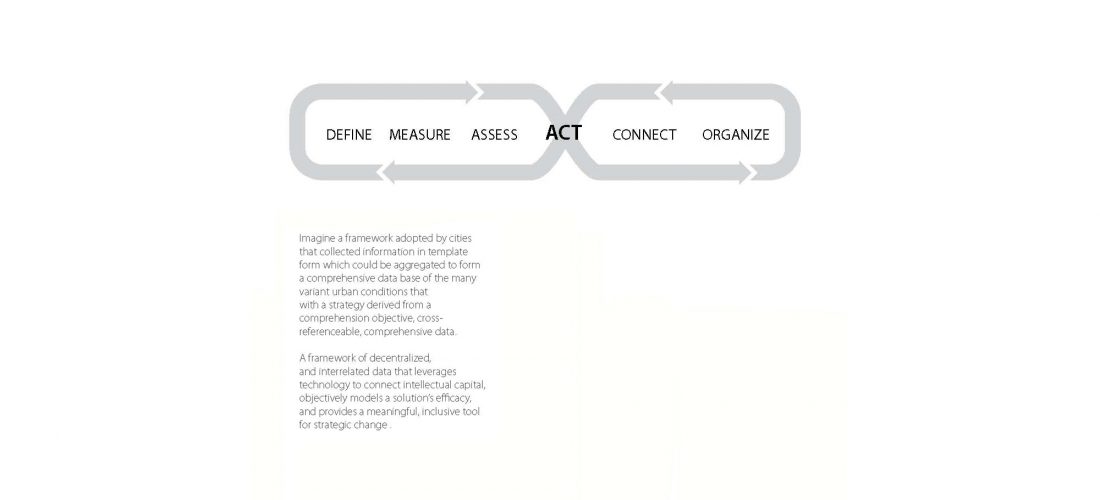 DEFINE MEASURE ASSESS ACT CONNECT ORGANIZE
Imagine a framework adopted by cities
that collected information in template
form which could be aggregated to form
a comprehensive data base of the many
variant urban conditions that
with a strategy derived from a
comprehension objective, cross-
referenceable, comprehensive data.
A framework of decentralized,
and interrelated data that leverages
technology to connect intellectual capital,
objectively models a solution's efficacy,
and provides a meaningful, inclusive tool
for strategic change .